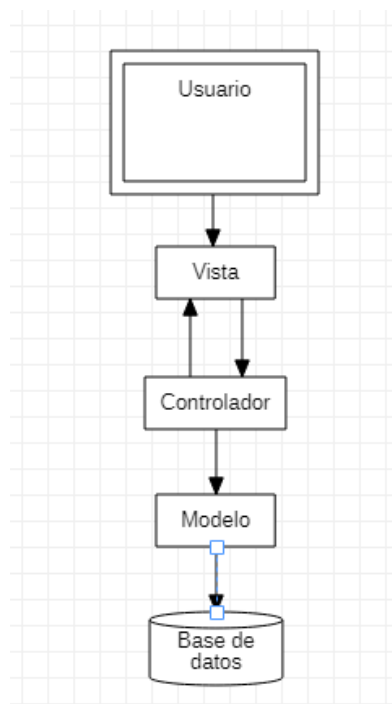 Usuario
Vista
Controlador
Modelo
Base de
datos